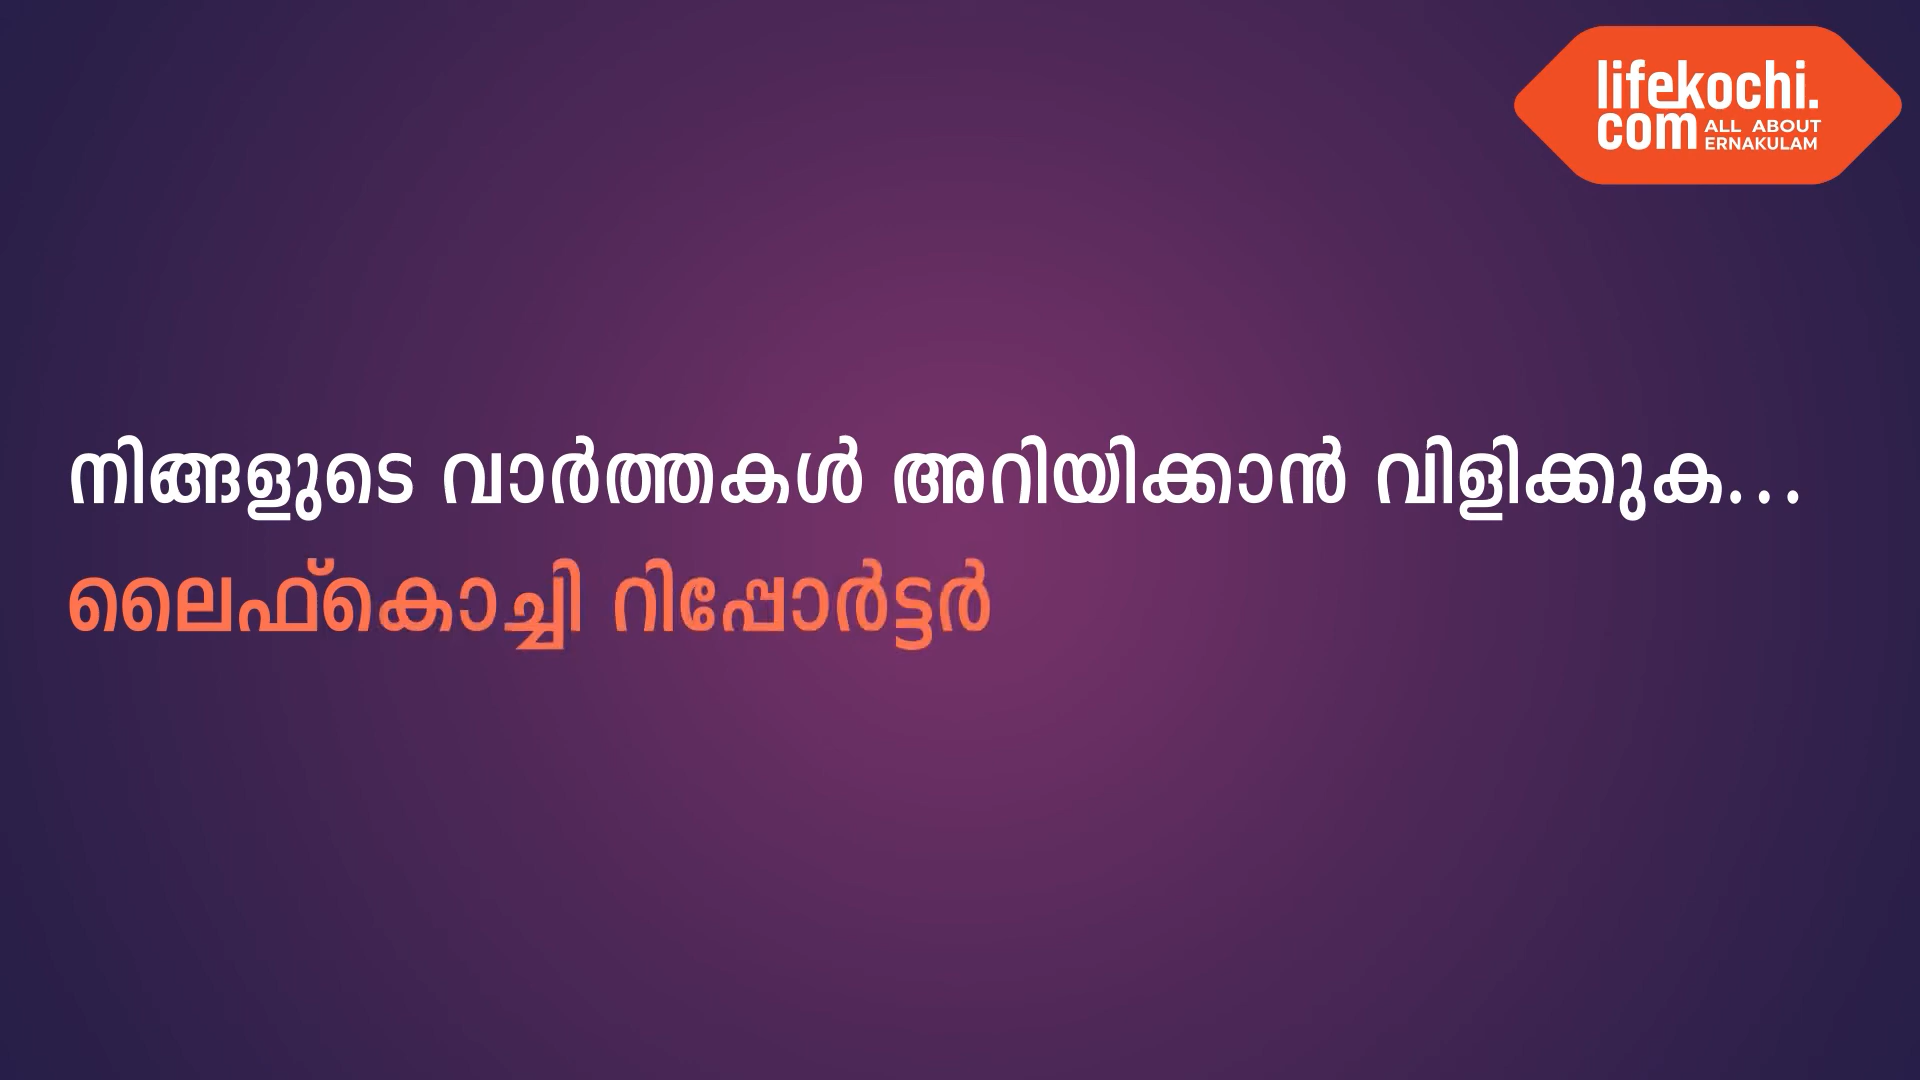 lifekochi.
com ALL ABOUT
ERNAKULAM
നിങ്ങളുടെ വാർത്തകൾ അറിയിക്കാൻ വിളിക്കുക...
ലൈഫ്കൊച്ചി റിപ്പോർട്ടർ